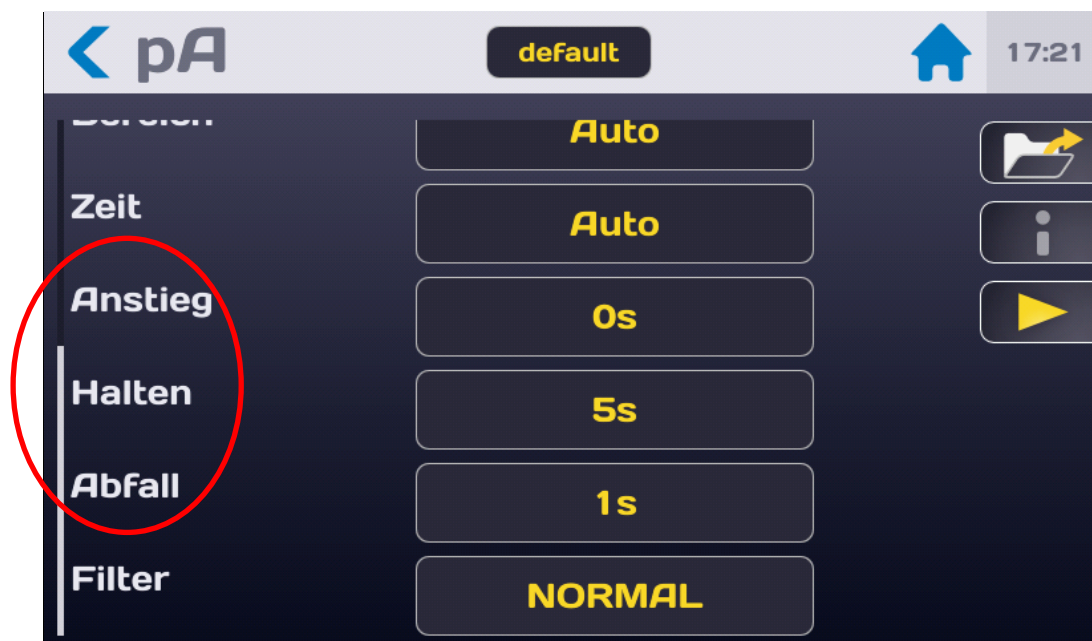 pA default 17:21
Auto
Zeit Auto
Anstieg 0s
Halten 5s
Abfall 1s
Filter NORMAL